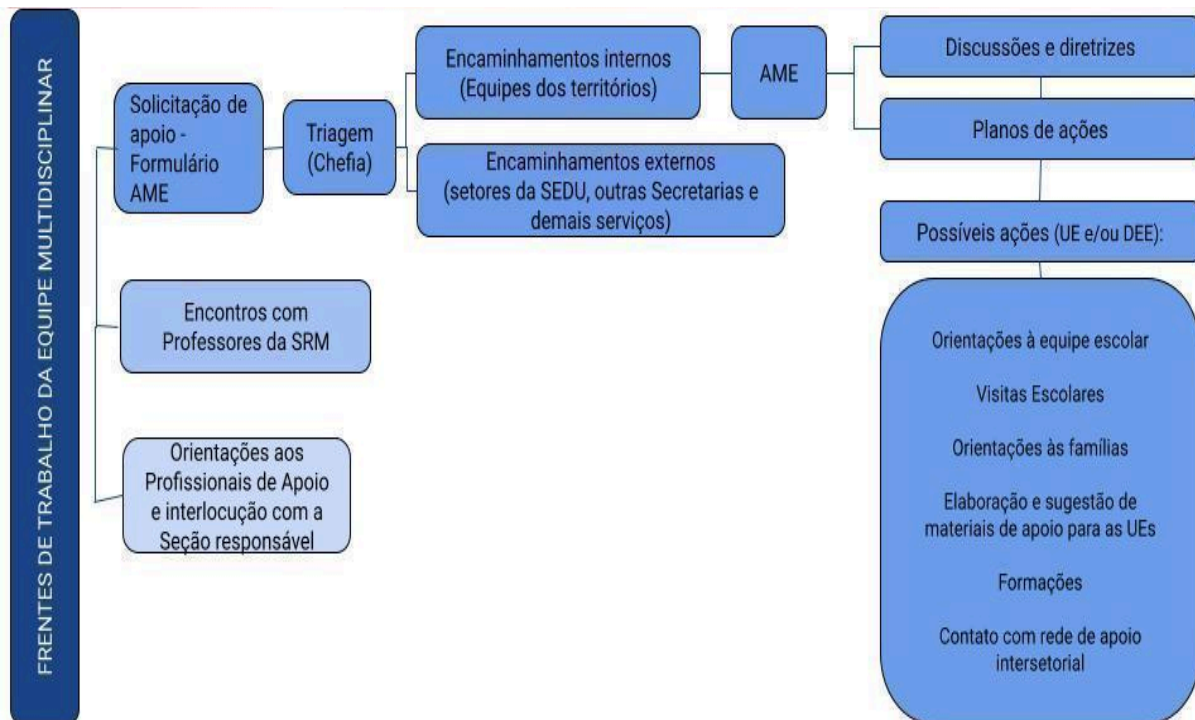 FRENTES DE TRABALHO DA EQUIPE MULTIDISCIPLINAR
Solicitação de
apoio -
Formulário
AME
Triagem
(Chefia)
Encaminhamentos internos
(Equipes dos territórios)
AME
Discussões e diretrizes
Planos de ações
Encaminhamentos externos
(setores da SEDU, outras Secretarias e
demais serviços)
Possíveis ações (UE e/ou DEE):
Orientações à equipe escolar
Visitas Escolares
Orientações às famílias
Elaboração e sugestão de
materiais de apoio para as UEs
Formações
Contato com rede de apoio
intersetorial
Encontros com
Professores da SRM
Orientações aos
Profissionais de Apoio
e interlocução com a
Seção responsável